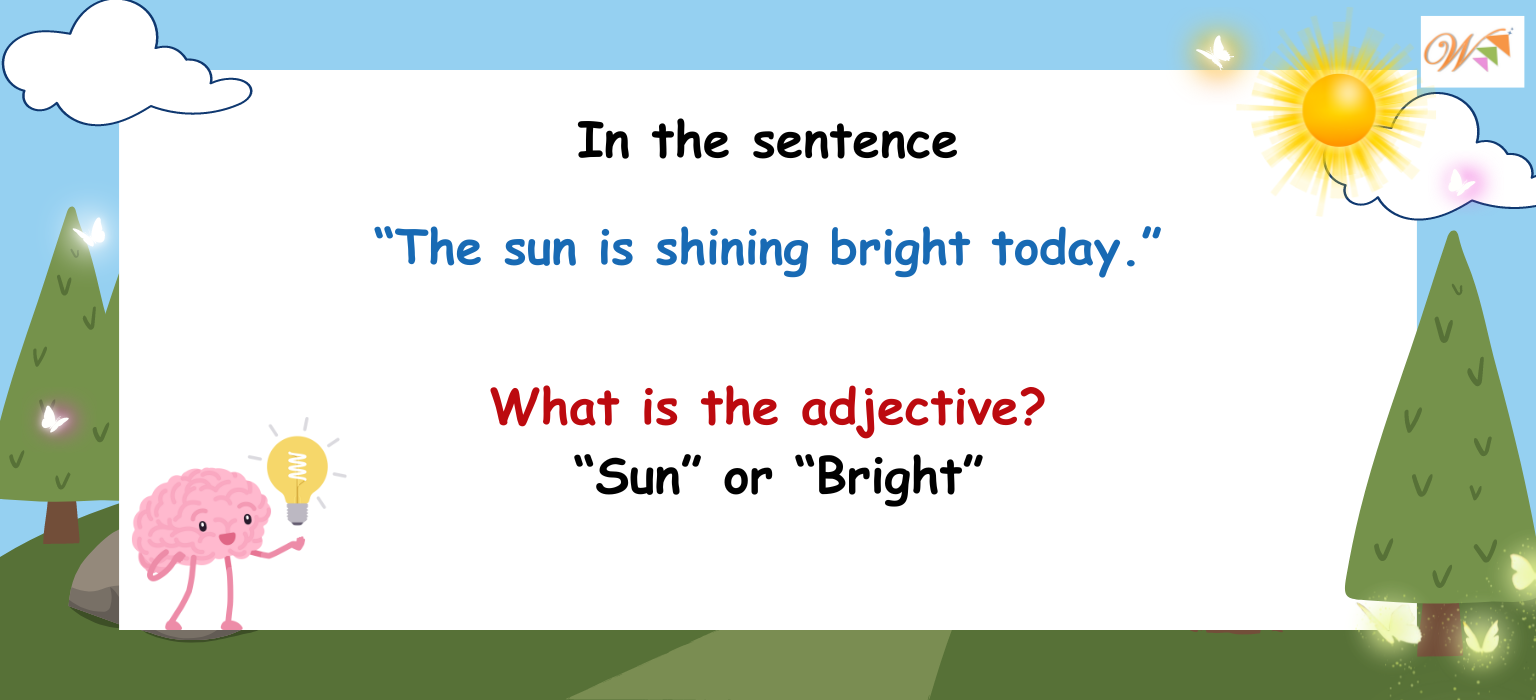 W
In the sentence
“The sun is shining bright today.”
What is the adjective?
“Sun” or “Bright”